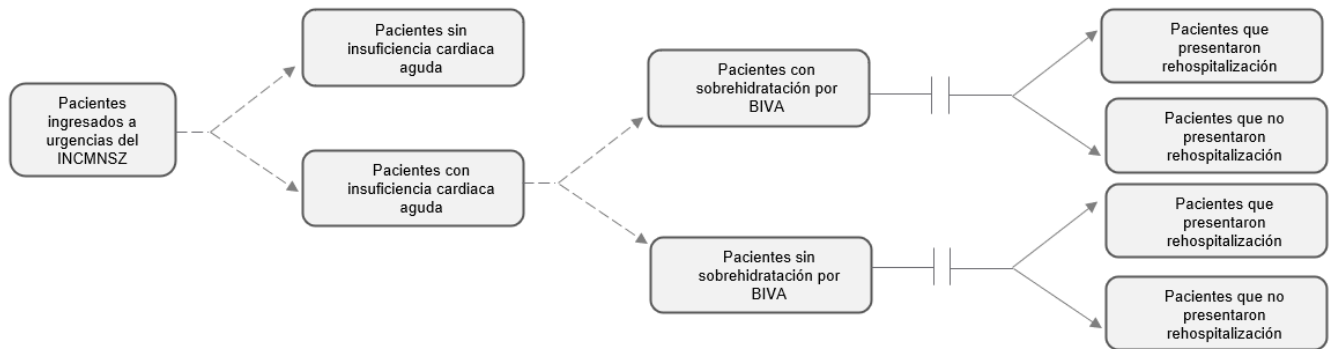 Pacientes
ingresados a
urgencias del
INCMNSZ
Pacientes sin
insuficiencia cardiaca
aguda
Pacientes con
insuficiencia cardiaca
aguda
Pacientes con
sobrehidratación por
BIVA
Pacientes sin
sobrehidratación por
BIVA
Pacientes que
presentaron
rehospitalización
Pacientes que no
presentaron
rehospitalización
Pacientes que
presentaron
rehospitalización
Pacientes que no
presentaron
rehospitalización